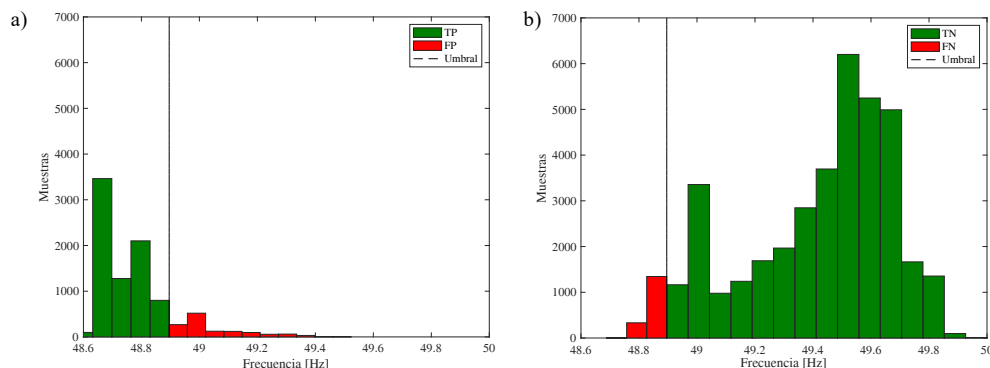 a)
7000
6000
5000
4000
3000
2000
1000
0
Muestras
48.6 48.8 49 49.2 49.4 49.6 49.8 50
Frecuencia [Hz]
TP
FP
Umbral
b)
7000
6000
5000
4000
3000
2000
1000
0
Muestras
48.6 48.8 49 49.2 49.4 49.6 49.8 50
Frecuencia [Hz]
TN
FN
Umbral